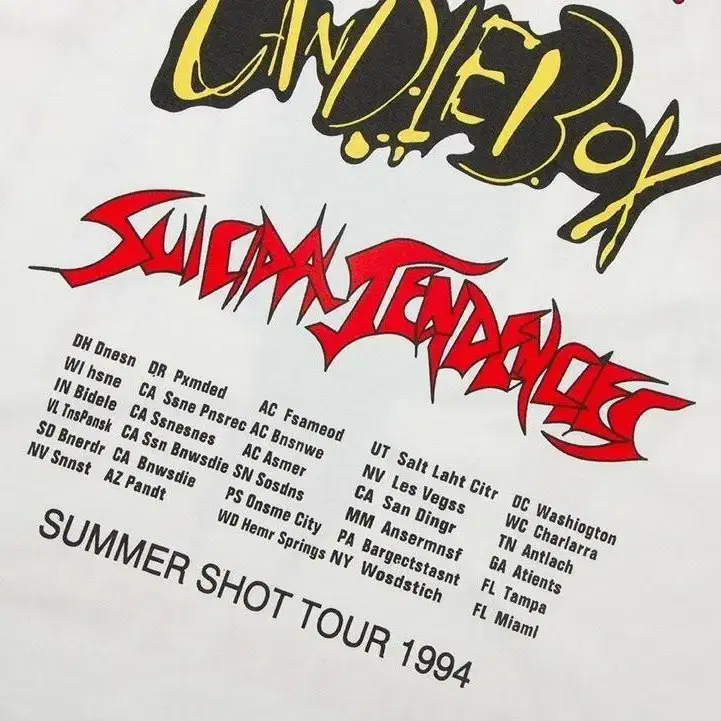 CANDLEBOX
SUICIDAL TENDENCIES
DH Dnesn
WI hsne
IN Bidele
VL TnsPansk
SD Bnerdr
NV Snnst
DR Pxmded
CA Ssne Pnsrec
CA Ssnesnes
CA Ssn Bnwsdie
CA Bnwsdie
AZ Pandt
AC Fsameod
AC Bnsnwe
AC Asmer
SN Sosdns
PS Onsme City
WD Hemr Springs
UT Salt Laht Citr
NV Les Vegss
CA San Dingr
MM Ansermnsf
PA Bargectstasnt
NY Wosdstich
DC Washiogton
WC Charlarra
TN Antlach
GA Atients
FL Tampa
FL Miaml
SUMMER SHOT TOUR 1994